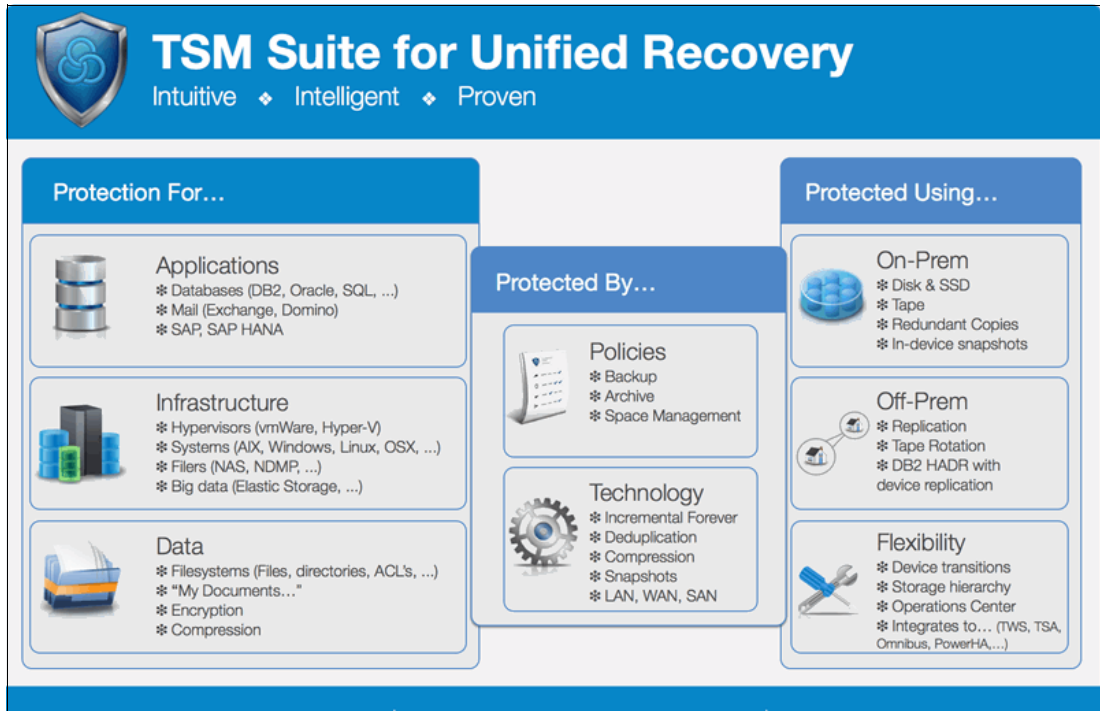 TSM Suite for Unified Recovery
Intuitive ❖ Intelligent ❖ Proven
Protection For...
Applications
✻ Databases (DB2, Oracle, SQL, ...)
✻ Mail (Exchange, Domino)
✻ SAP, SAP HANA
Infrastructure
✻ Hypervisors (vmWare, Hyper-V)
✻ Systems (AIX, Windows, Linux, OSX, ...)
✻ Filers (NAS, NDMP, ...)
✻ Big data (Elastic Storage, ...)
Data
✻ Filesystems (Files, directories, ACL's, ...)
✻ "My Documents..."
✻ Encryption
✻ Compression
Protected By...
Policies
✻ Backup
✻ Archive
✻ Space Management
Technology
✻ Incremental Forever
✻ Deduplication
✻ Compression
✻ Snapshots
✻ LAN, WAN, SAN
Protected Using...
On-Prem
✻ Disk & SSD
✻ Tape
✻ Redundant Copies
✻ In-device snapshots
Off-Prem
✻ Replication
✻ Tape Rotation
✻ DB2 HADR with
device replication
Flexibility
✻ Device transitions
✻ Storage hierarchy
✻ Operations Center
✻ Integrates to... (TWS, TSA,
Omnibus, PowerHA,...)